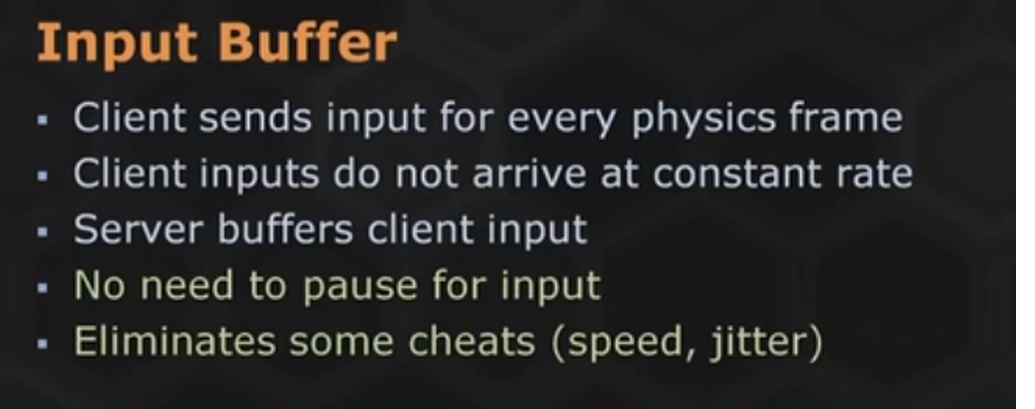 Input Buffer
▪ Client sends input for every physics frame
▪ Client inputs do not arrive at constant rate
▪ Server buffers client input
▪ No need to pause for input
▪ Eliminates some cheats (speed, jitter)